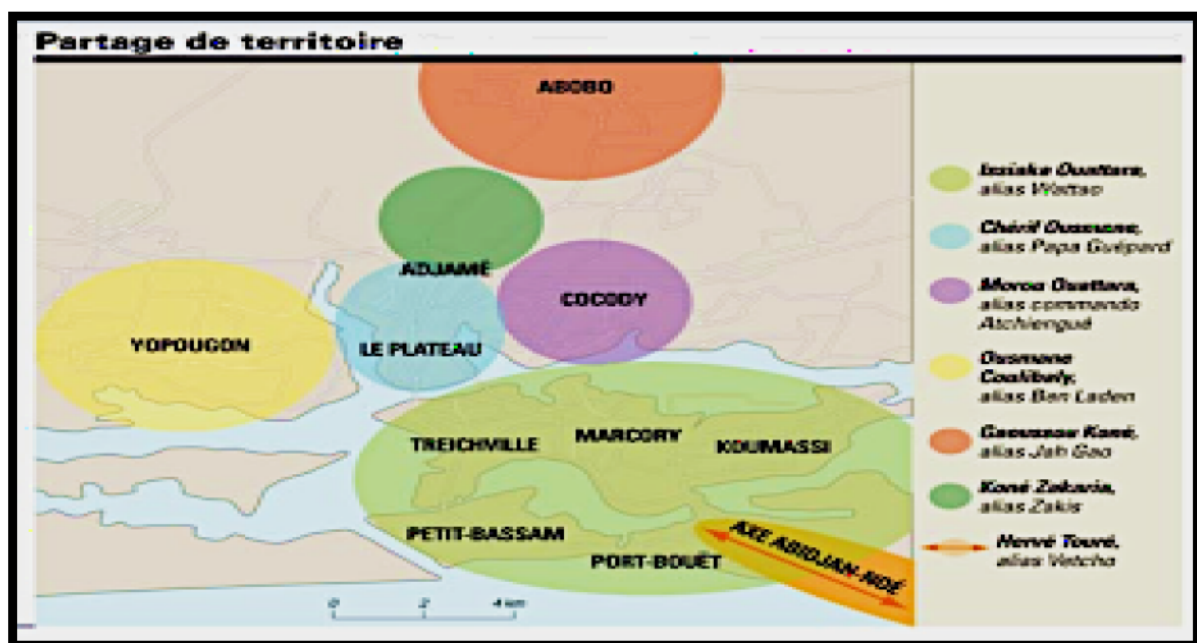 Partage de territoire
ABOBO
ADJAMÉ
COCODY
YOPOUGON
LE PLATEAU
TREICHVILLE
MARCORY
KOUMASSI
PETIT-BASSAM
PORT-BOUËT
AXE ABIDJAN-NOÉ
0 2 4 km
Issiaka Ouattara,
alias Wattao
Chérif Ousmane,
alias Papa Guépard
Morou Ouattara,
alias commando
Atchiengué
Ousmane
Coulibaly,
alias Ben Laden
Gaoussou Koné,
alias Jah Gao
Koné Zakaria,
alias Zakis
Hervé Touré,
alias Vetcho